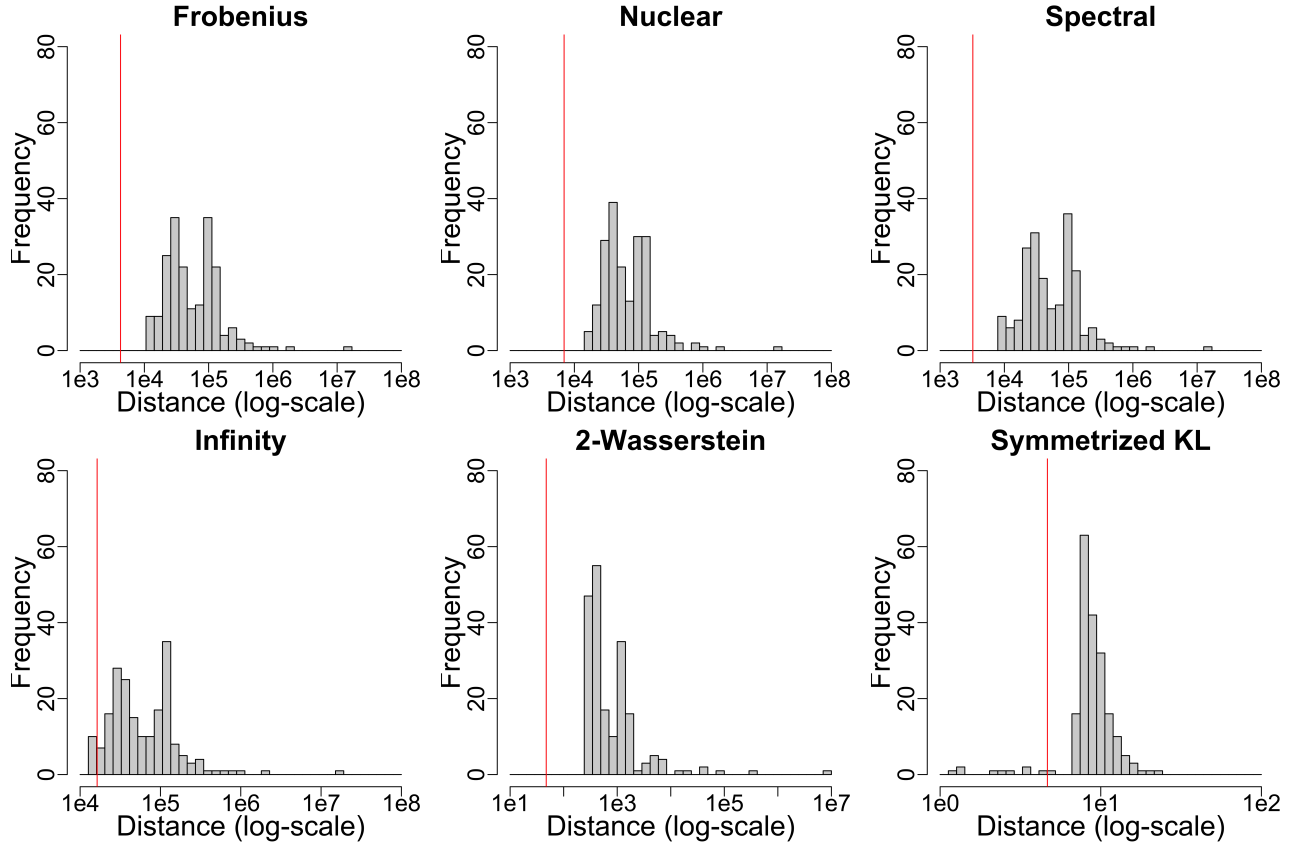 Frobenius
Frequency
0 20 40 60 80
1e3 1e4 1e5 1e6 1e7 1e8
Distance (log-scale)
Nuclear
Frequency
0 20 40 60 80
1e3 1e4 1e5 1e6 1e7 1e8
Distance (log-scale)
Spectral
Frequency
0 20 40 60 80
1e3 1e4 1e5 1e6 1e7 1e8
Distance (log-scale)
Infinity
Frequency
0 20 40 60 80
1e4 1e5 1e6 1e7 1e8
Distance (log-scale)
2-Wasserstein
Frequency
0 20 40 60 80
1e1 1e3 1e5 1e7
Distance (log-scale)
Symmetrized KL
Frequency
0 20 40 60 80
1e0 1e1 1e2
Distance (log-scale)